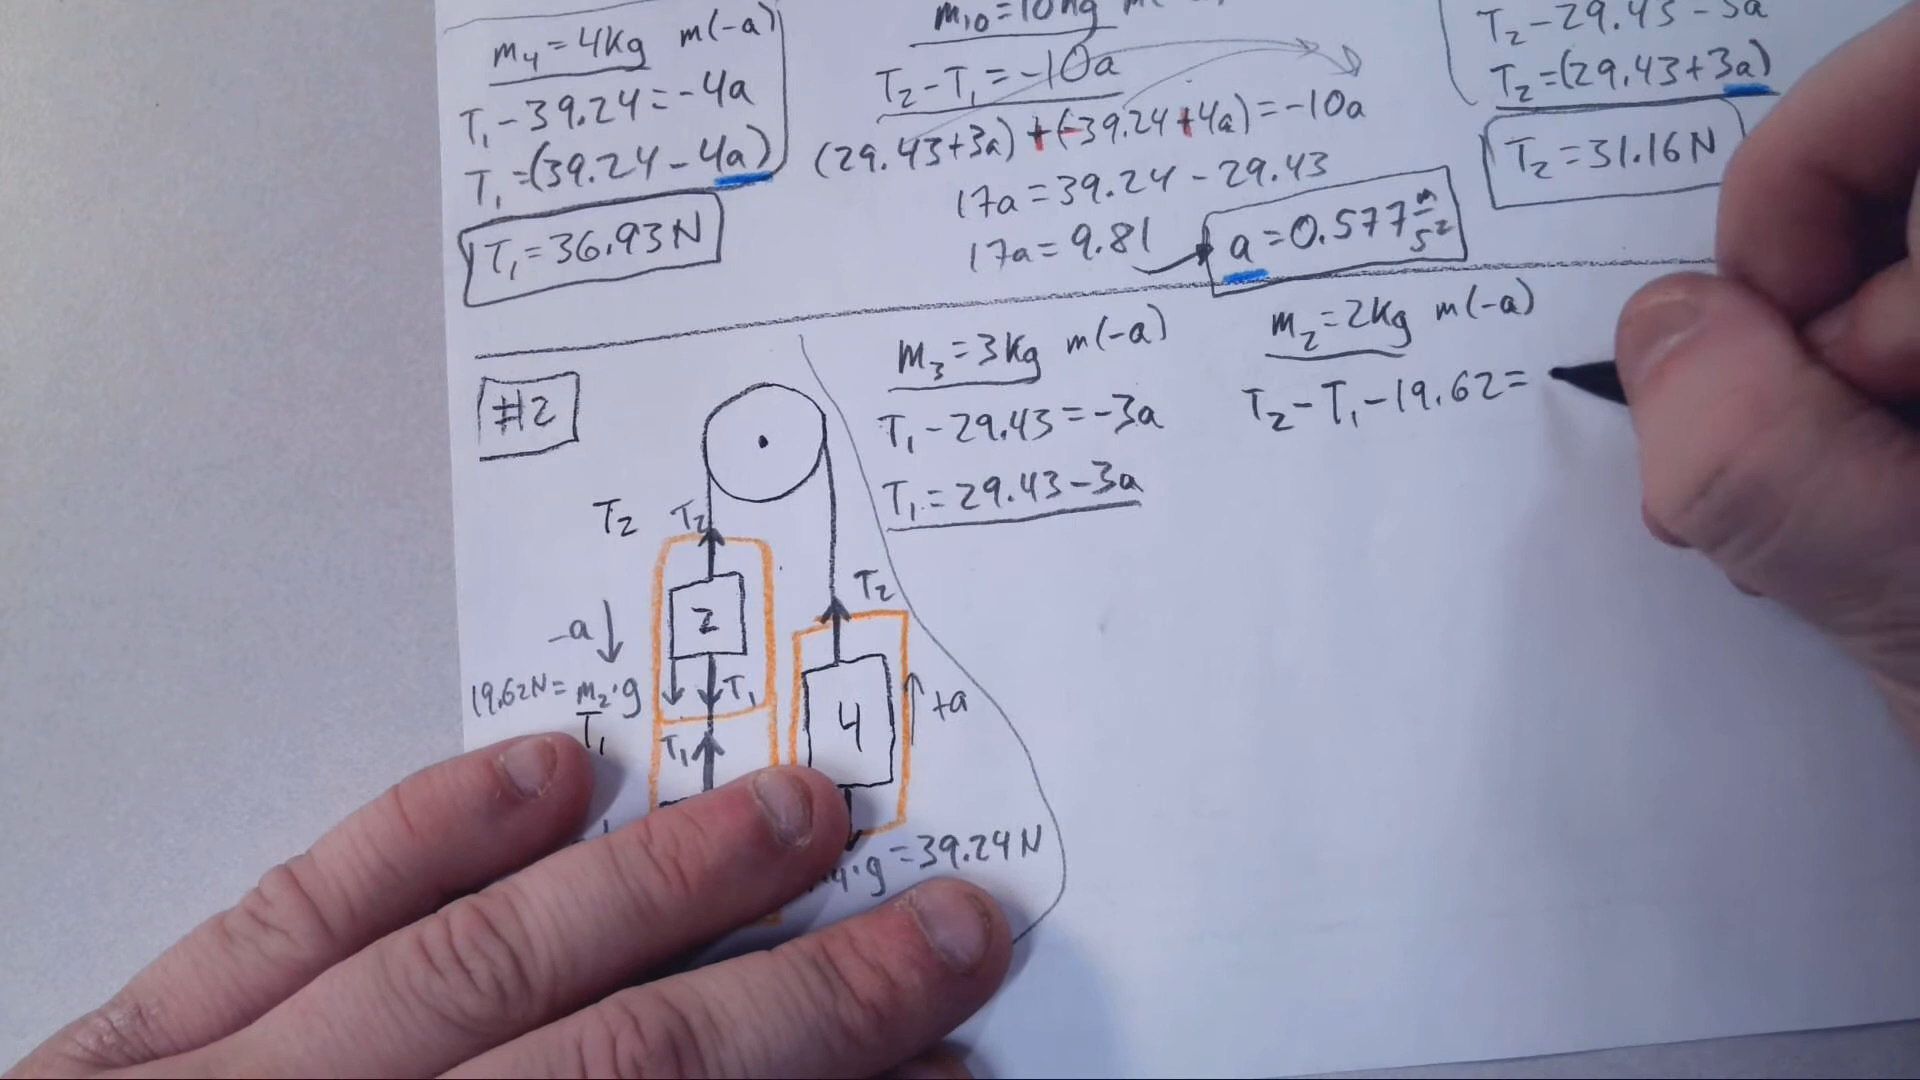 m₄ = 4Kg m(-a)
T₁ - 39.24 = -4a
T₁ = (39.24 - 4a)
T₁ = 36.93 N
m₁₀ = 10Kg
T₂ - T₁ = -10a
(29.43+3a) + (-39.24+4a) = -10a
17a = 39.24 - 29.43
17a = 9.81
a = 0.577 m/s²
T₂ - 29.43 = 3a
T₂ = (29.43+3a)
T₂ = 31.16 N
#2
m₃ = 3Kg m(-a)
T₁ - 29.43 = -3a
T₁ = 29.43 - 3a
m₂ = 2Kg m(-a)
T₂ - T₁ - 19.62 =
T₂ T₂
2
-a
19.62N = m₂·g
T₁
T₁
T₁
T₂
4
+a
·g = 39.24 N